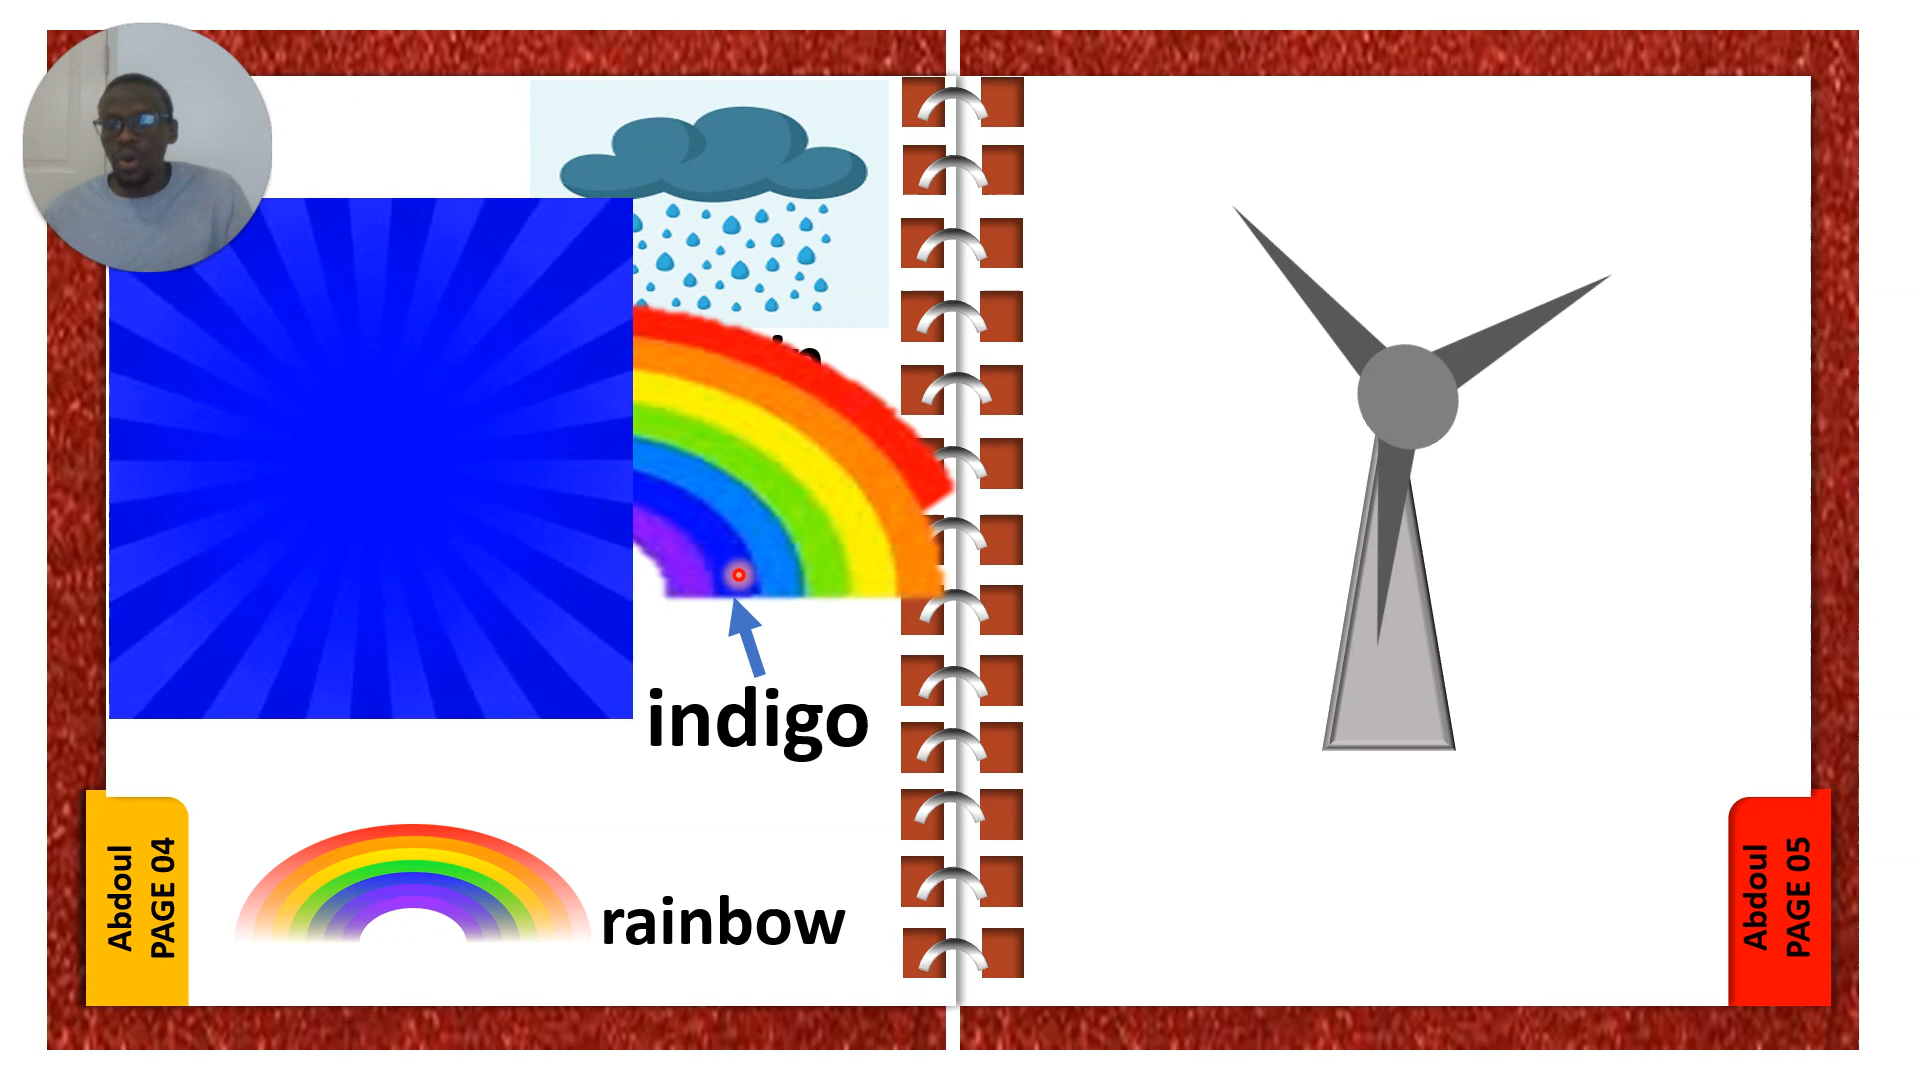 indigo
rainbow
Abdoul
PAGE 04
Abdoul
PAGE 05